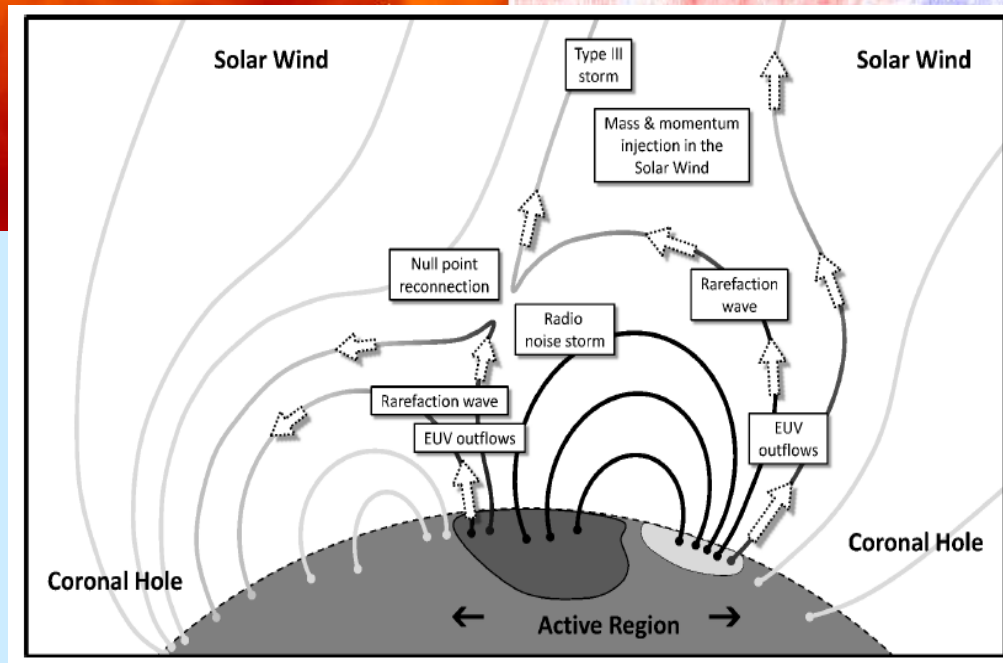 Solar Wind
Type III
storm
Solar Wind
Mass & momentum
injection in the
Solar Wind
Null point
reconnection
Rarefaction
wave
Radio
noise storm
Rarefaction wave
EUV outflows
EUV
outflows
Coronal Hole
Coronal Hole
Active Region